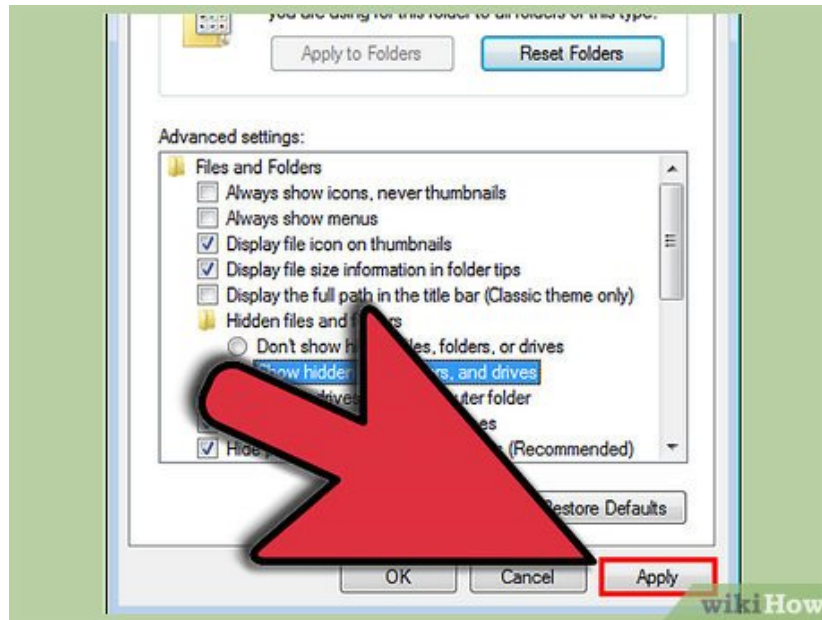 you are using for this folder to all folders of this type.
Apply to Folders
Reset Folders
Advanced settings:
Files and Folders
Always show icons, never thumbnails
Always show menus
Display file icon on thumbnails
Display file size information in folder tips
Display the full path in the title bar (Classic theme only)
Hidden files and
Don't show les, folders, or drives
Show hidden rs, and drives
drives uter folder
es
Hide (Recommended)
Restore Defaults
OK
Cancel
Apply
wikiHow